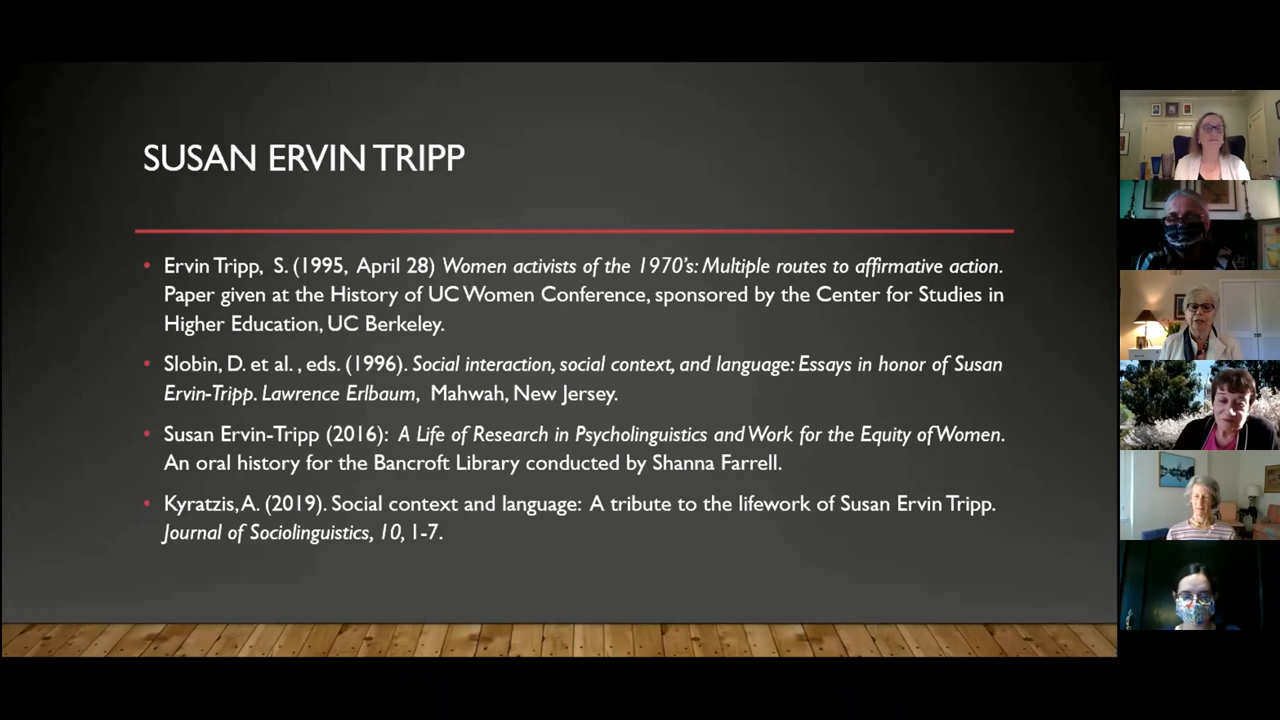 SUSAN ERVIN TRIPP
• Ervin Tripp, S. (1995, April 28) Women activists of the 1970's: Multiple routes to affirmative action.
Paper given at the History of UC Women Conference, sponsored by the Center for Studies in
Higher Education, UC Berkeley.
• Slobin, D. et al. , eds. (1996). Social interaction, social context, and language: Essays in honor of Susan
Ervin-Tripp. Lawrence Erlbaum, Mahwah, New Jersey.
• Susan Ervin-Tripp (2016): A Life of Research in Psycholinguistics and Work for the Equity of Women.
An oral history for the Bancroft Library conducted by Shanna Farrell.
• Kyratzis, A. (2019). Social context and language: A tribute to the lifework of Susan Ervin Tripp.
Journal of Sociolinguistics, 10, 1-7.